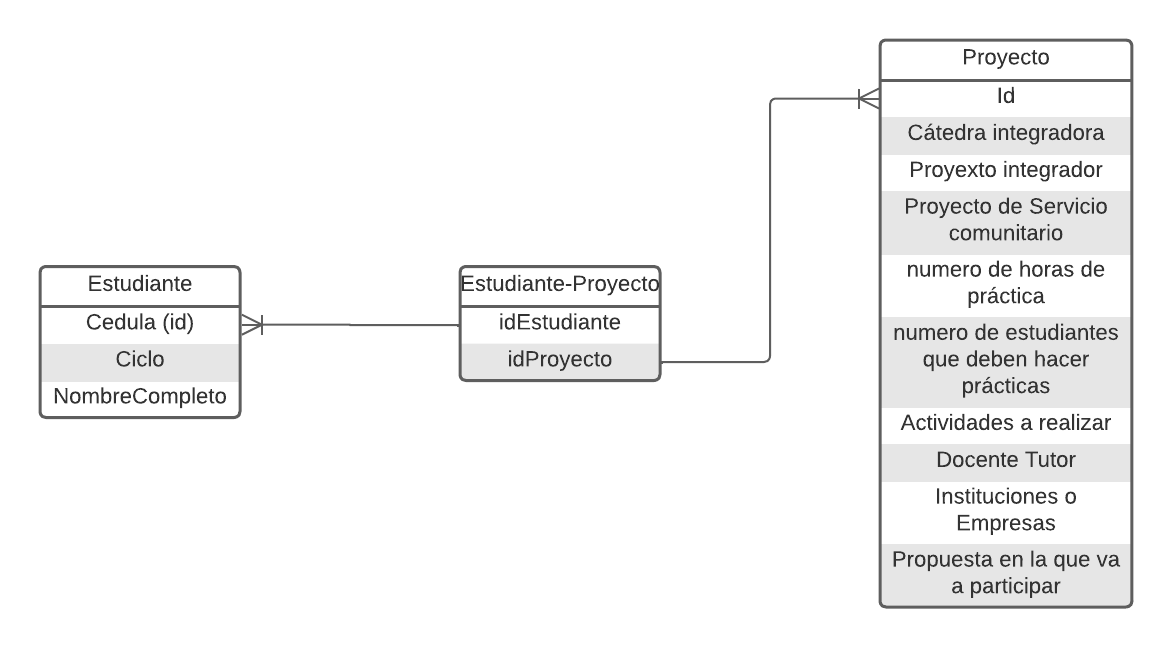 Estudiante
Cedula (id)
Ciclo
NombreCompleto
Estudiante-Proyecto
idEstudiante
idProyecto
Proyecto
Id
Cátedra integradora
Proyexto integrador
Proyecto de Servicio
comunitario
numero de horas de
práctica
numero de estudiantes
que deben hacer
prácticas
Actividades a realizar
Docente Tutor
Instituciones o
Empresas
Propuesta en la que va
a participar